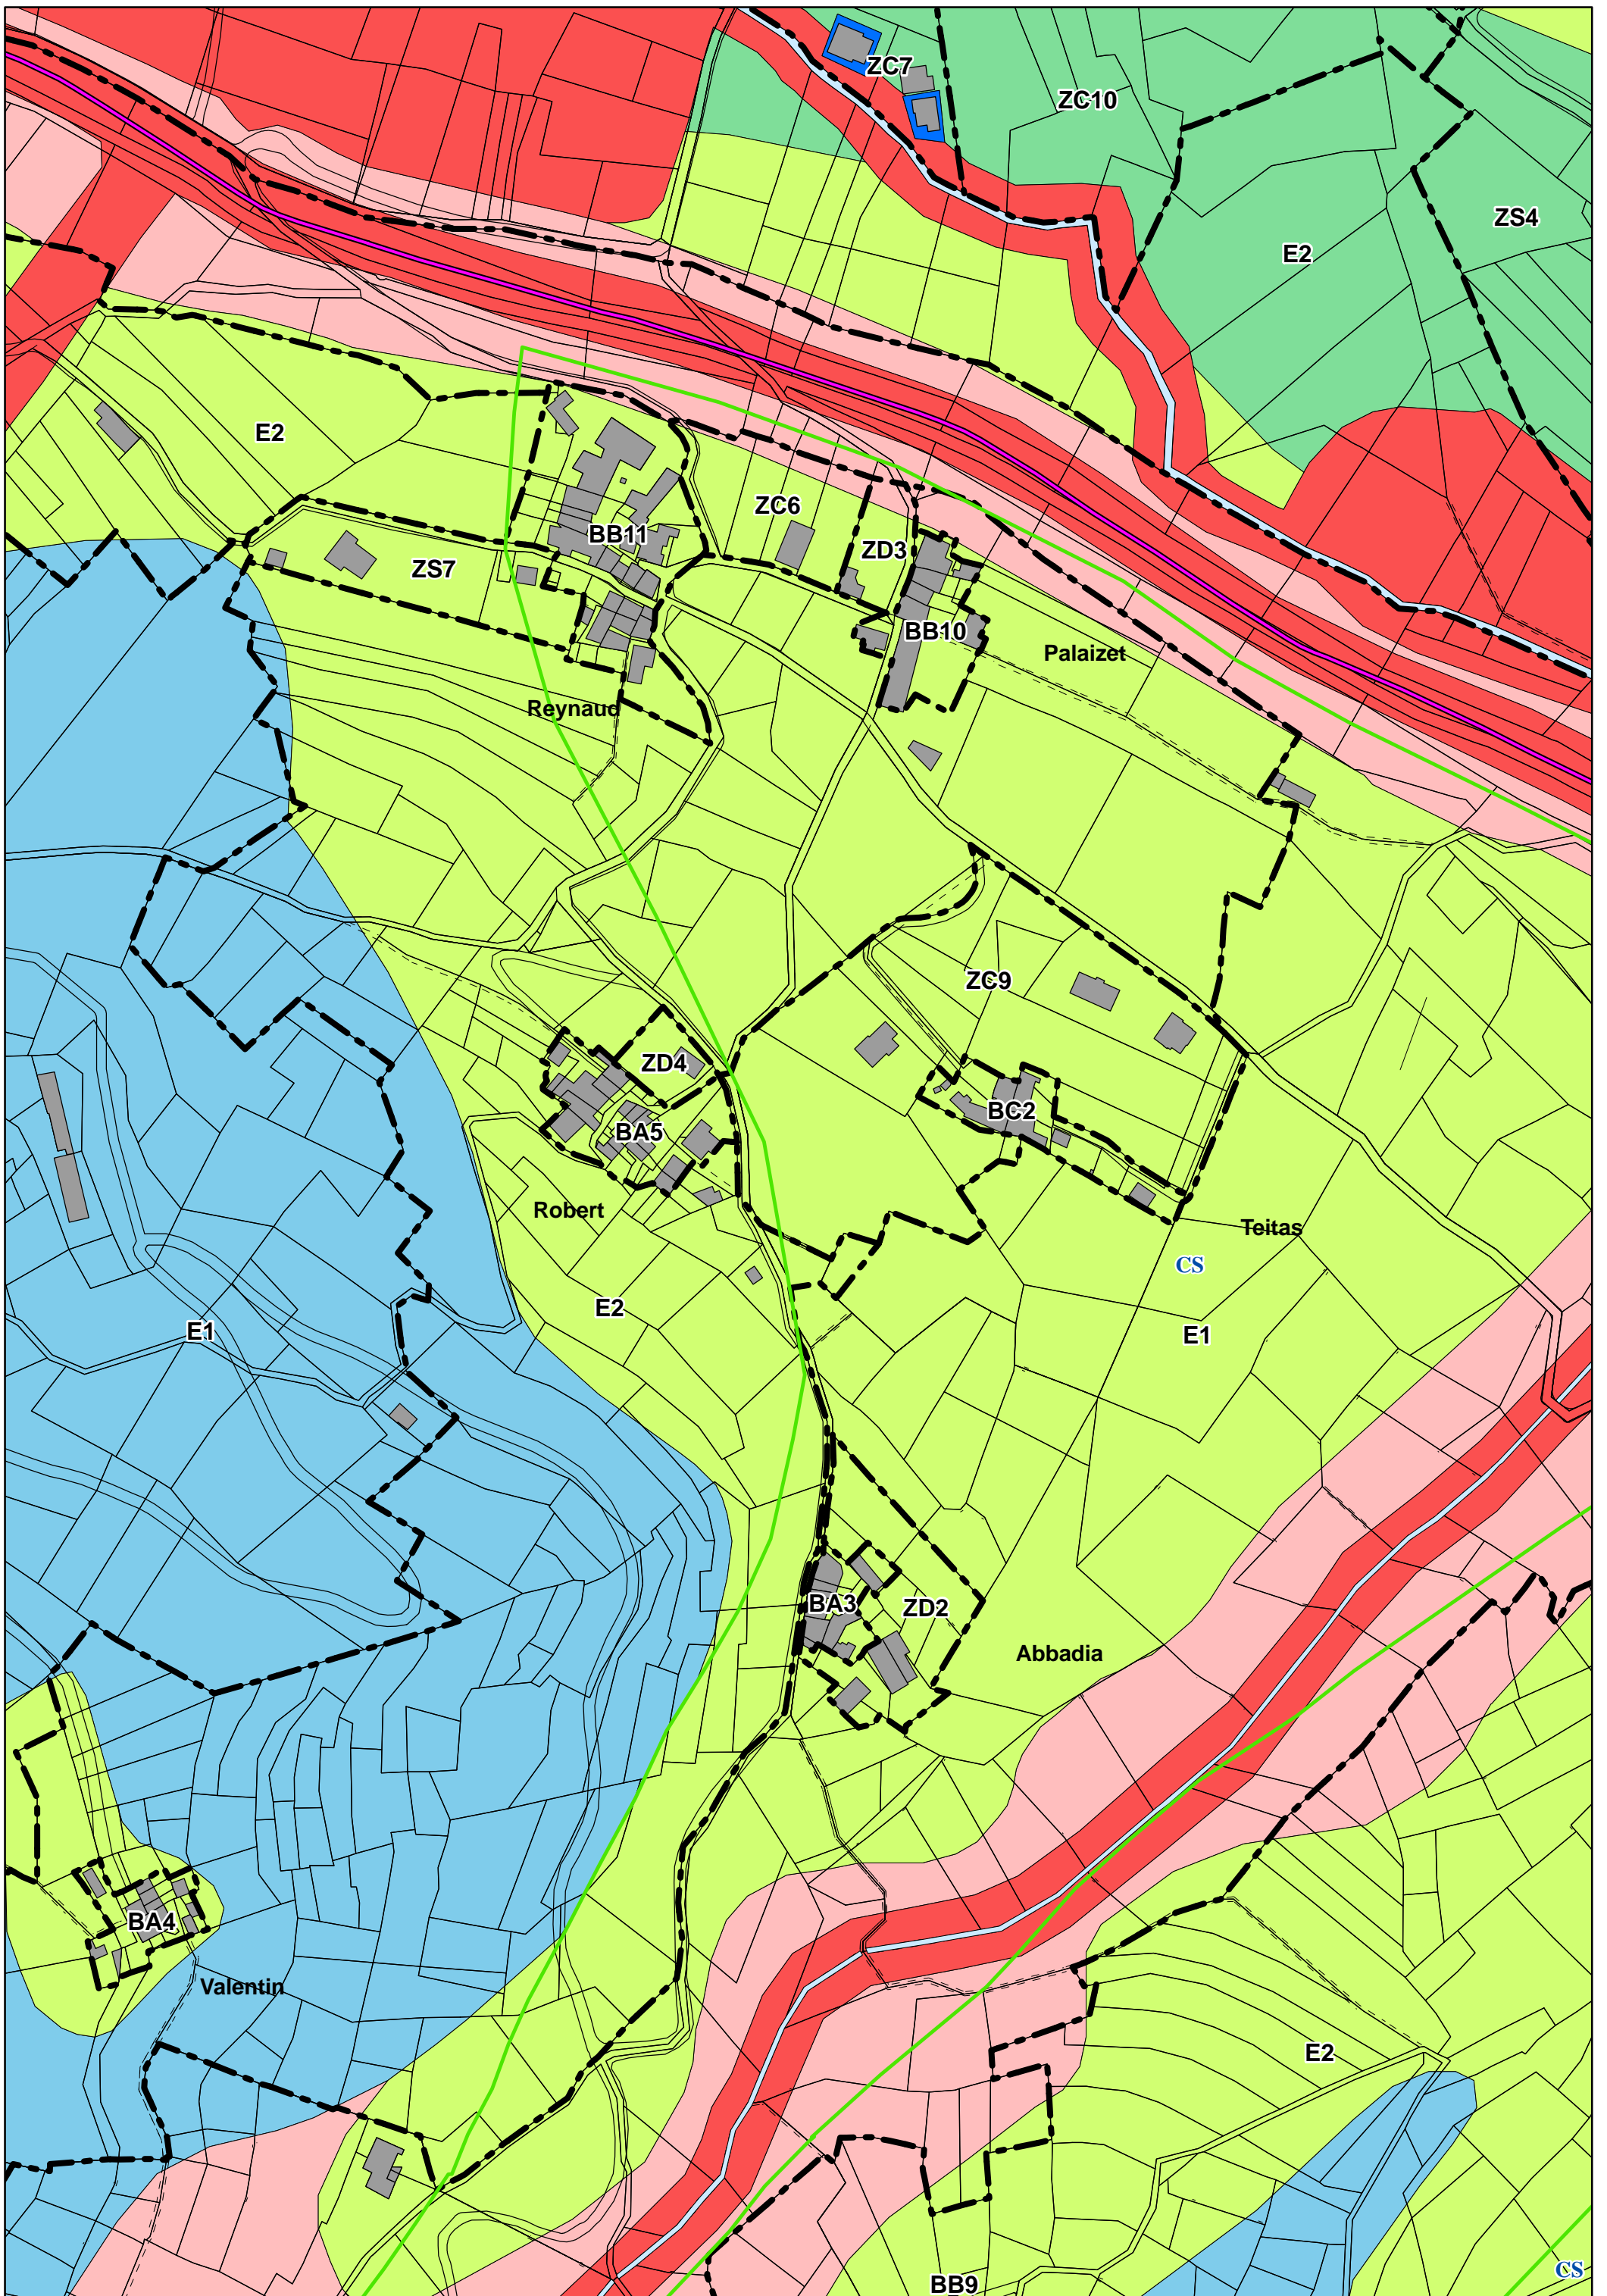 ZC7
ZC10
ZS4
E2
E2
ZC6
BB11
ZD3
ZS7
BB10
Palaizet
Reynaud
ZC9
ZD4
BC2
BA5
Robert
Teitas
CS
E2
E1
E1
BA3
ZD2
Abbadia
BA4
Valentin
E2
CS
BB9